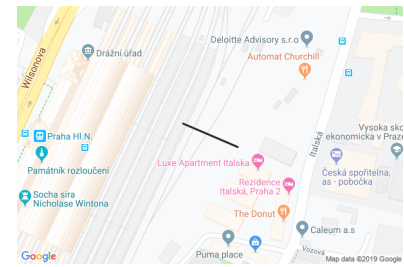 Deloitte Advisory s.r.o
Drážní úřad
Automat Churchill
Wilsonova
Italská
Praha Hl.N.
Vysoka sko
ekonomicka v Praze
Luxe Apartment Italska
Památník rozloučení
Česká spořitelna,
as - pobočka
Rezidence
Italská, Praha 2
Socha sira
Nicholase Wintona
The Donut
Caleum a.s
Puma place
Vozová
Google
Map data ©2019 Google